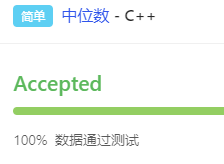 简单 中位数 - C++
Accepted
100% 数据通过测试